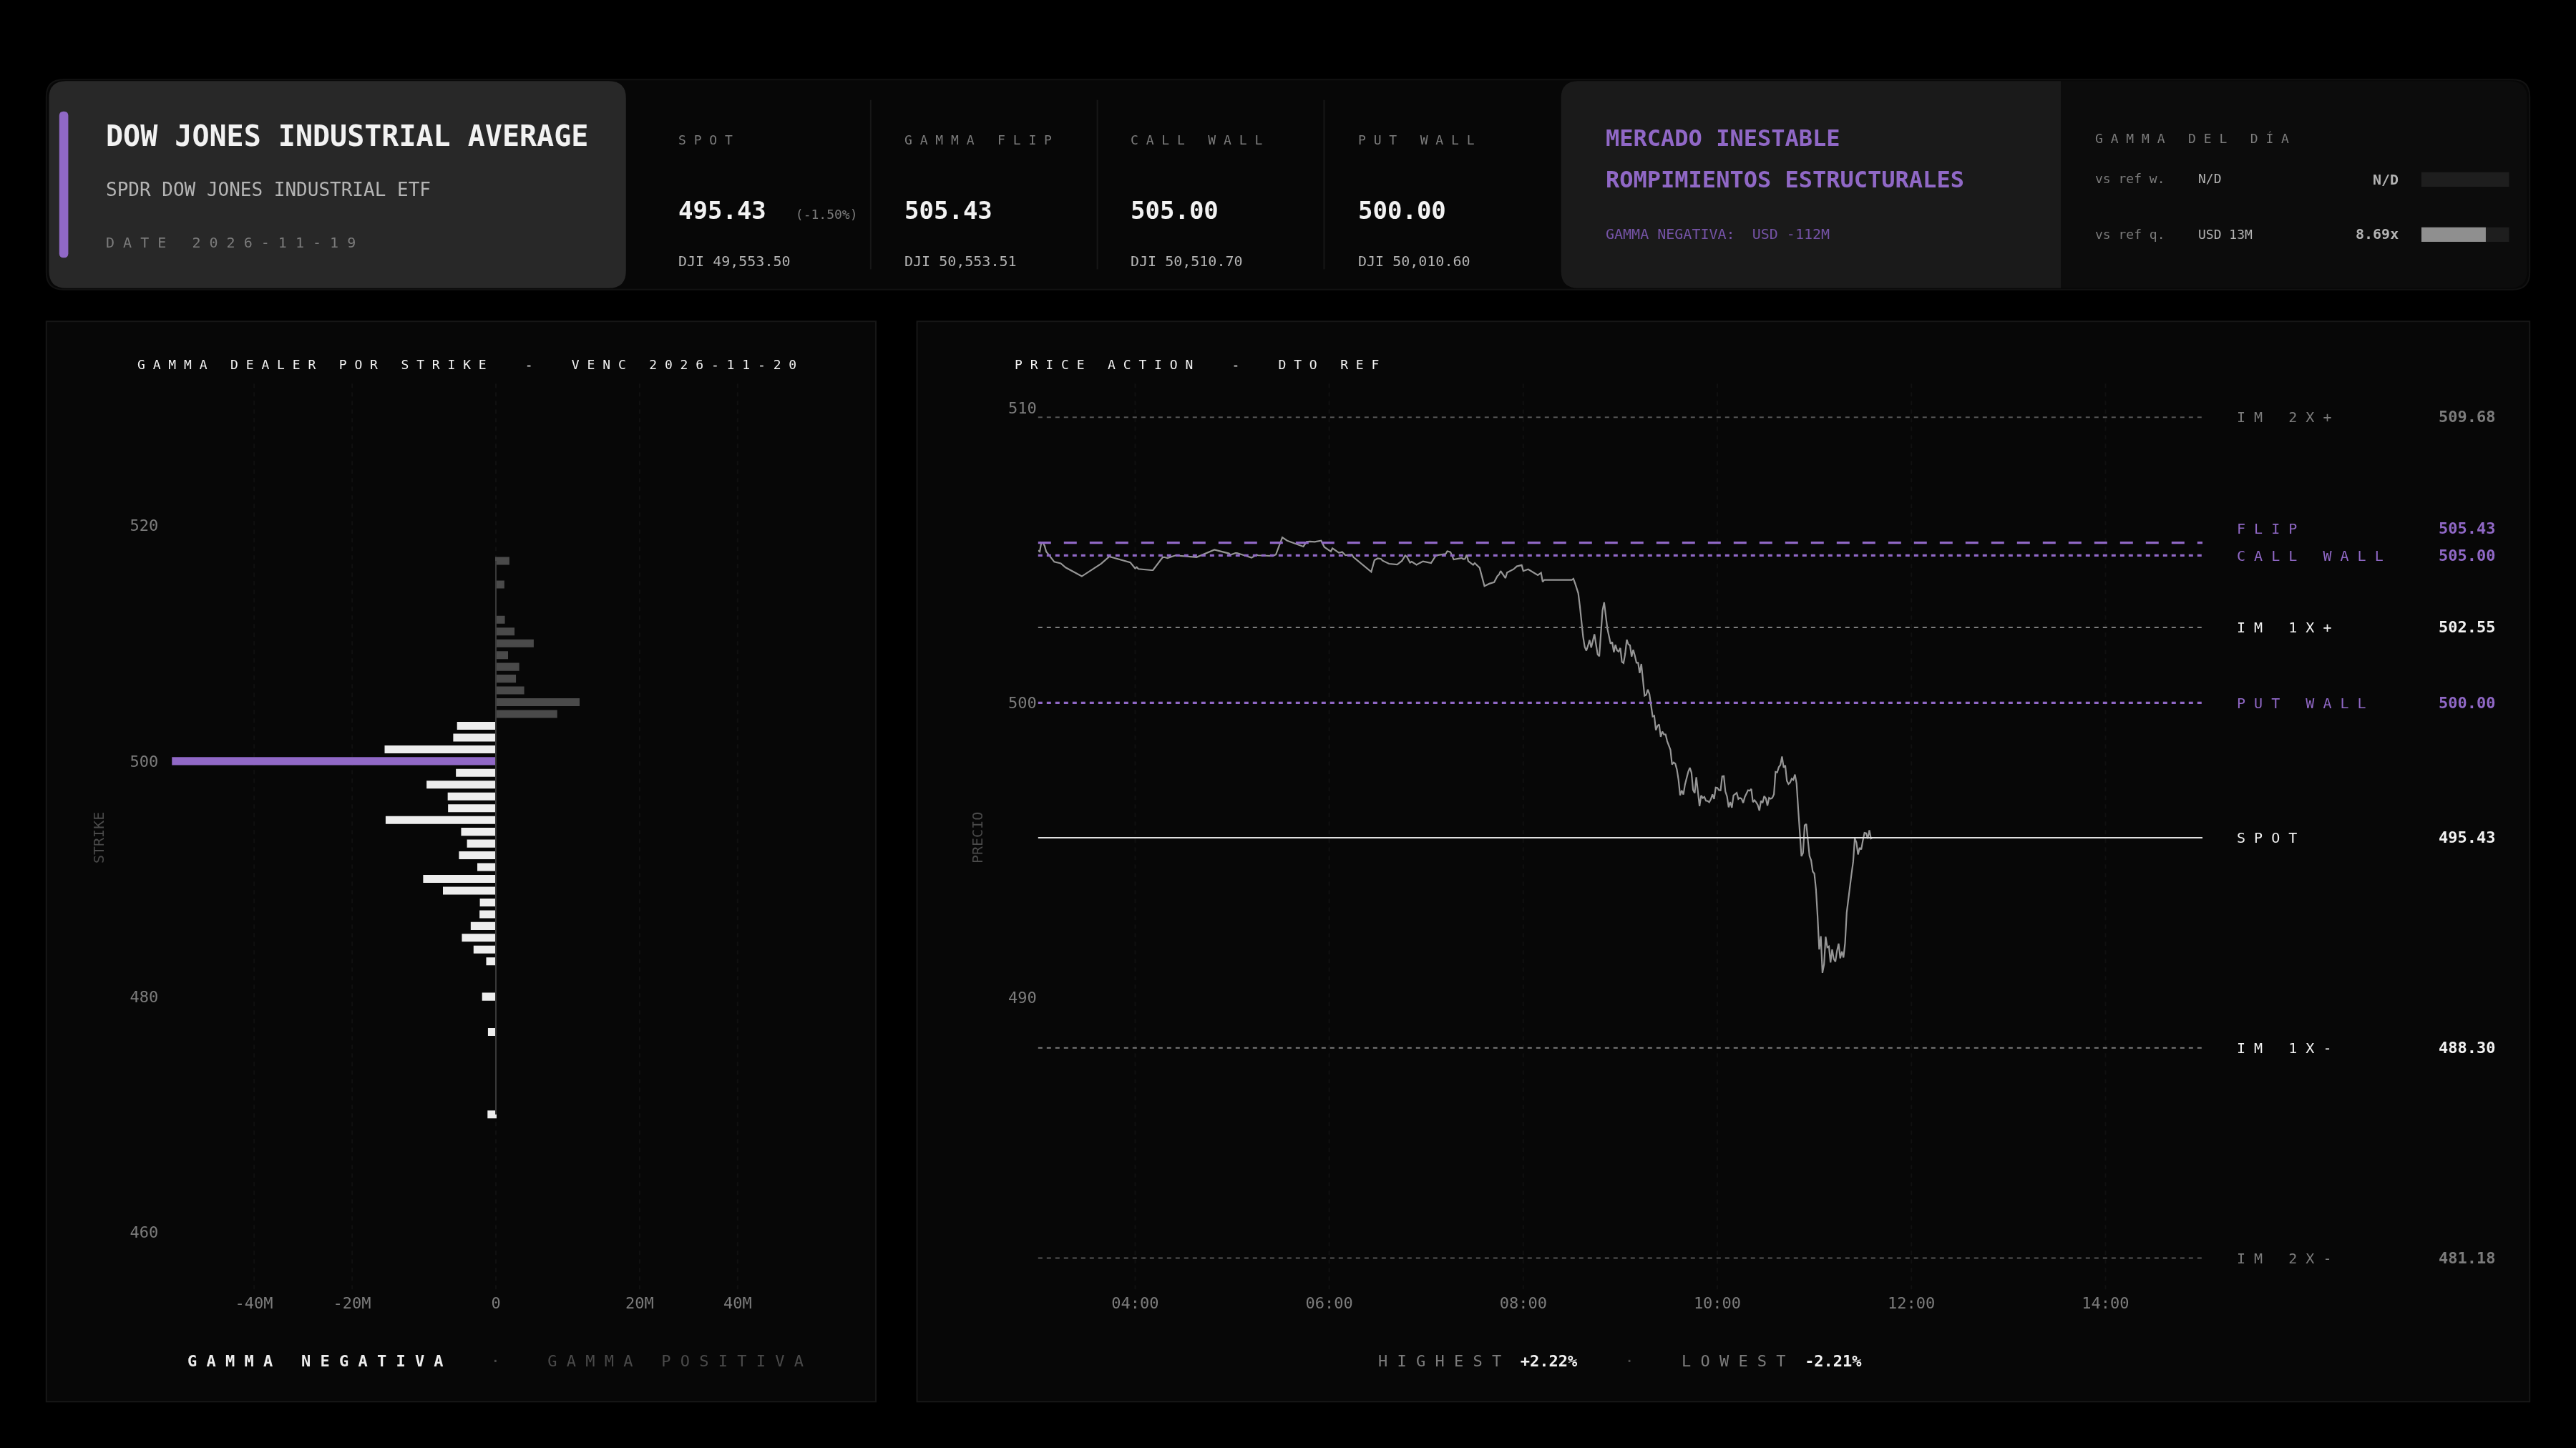 DOW JONES INDUSTRIAL AVERAGE
SPDR DOW JONES INDUSTRIAL ETF
DATE 2026-11-19
SPOT
495.43 (-1.50%)
DJI 49,553.50
GAMMA FLIP
505.43
DJI 50,553.51
CALL WALL
505.00
DJI 50,510.70
PUT WALL
500.00
DJI 50,010.60
MERCADO INESTABLE
ROMPIMIENTOS ESTRUCTURALES
GAMMA NEGATIVA: USD -112M
GAMMA DEL DÍA
vs ref w. N/D N/D
vs ref q. USD 13M 8.69x
GAMMA DEALER POR STRIKE - VENC 2026-11-20
STRIKE
520
500
480
460
-40M -20M 0 20M 40M
GAMMA NEGATIVA · GAMMA POSITIVA
PRICE ACTION - DTO REF
PRECIO
510
500
490
IM 2X+ 509.68
FLIP 505.43
CALL WALL 505.00
IM 1X+ 502.55
PUT WALL 500.00
SPOT 495.43
IM 1X- 488.30
IM 2X- 481.18
04:00 06:00 08:00 10:00 12:00 14:00
HIGHEST +2.22% · LOWEST -2.21%